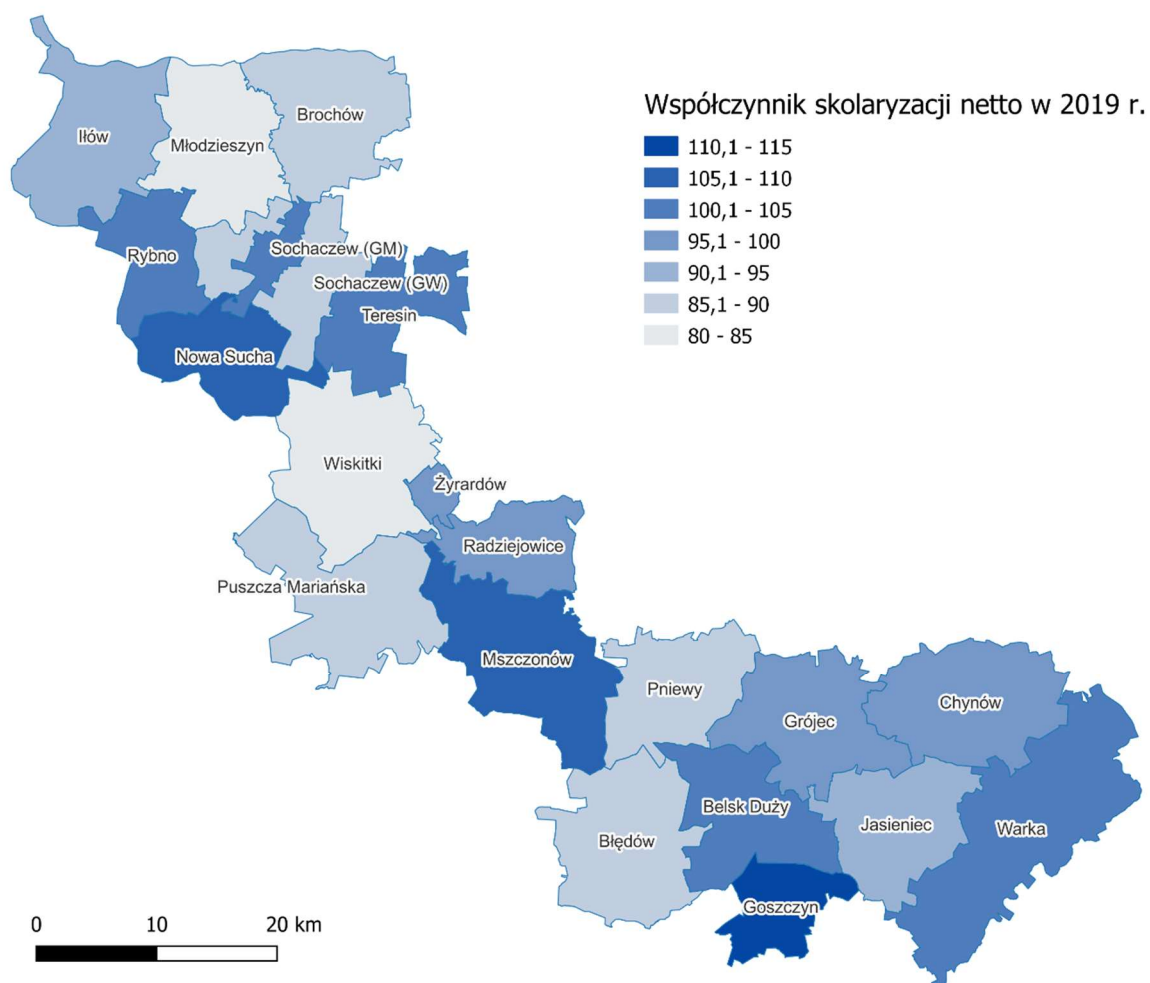 Współczynnik skolaryzacji netto w 2019 r.
110,1 - 115
105,1 - 110
100,1 - 105
95,1 - 100
90,1 - 95
85,1 - 90
80 - 85
Brochów
Iłów
Młodzieszyn
Sochaczew (GM)
Rybno
Sochaczew (GW)
Teresin
Nowa Sucha
Wiskitki
Żyrardów
Radziejowice
Puszcza Mariańska
Mszczonów
Pniewy
Chynów
Grójec
Belsk Duży
Jasieniec
Warka
Błędów
Goszczyn
0 10 20 km